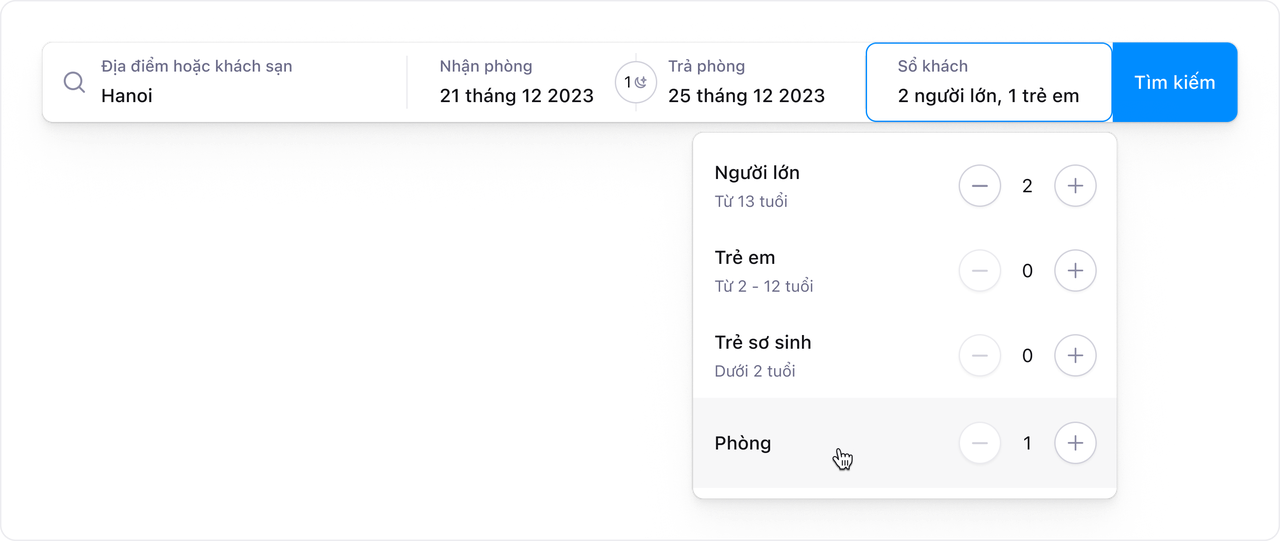 Địa điểm hoặc khách sạn
Hanoi
Nhận phòng
21 tháng 12 2023
1
Trả phòng
25 tháng 12 2023
Số khách
2 người lớn, 1 trẻ em
Tìm kiếm
Người lớn
Từ 13 tuổi
2
Trẻ em
Từ 2 - 12 tuổi
0
Trẻ sơ sinh
Dưới 2 tuổi
0
Phòng
1